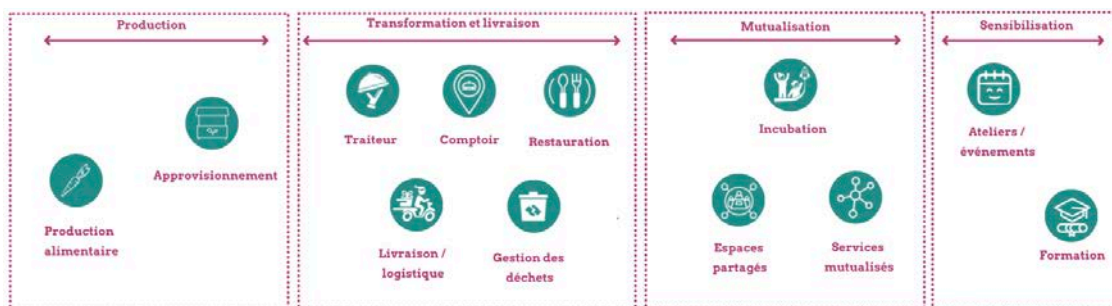 Production
Approvisionnement
Production
alimentaire
Transformation et livraison
Traiteur
Comptoir
Restauration
Livraison /
logistique
Gestion des
déchets
Mutualisation
Incubation
Espaces
partagés
Services
mutualisés
Sensibilisation
Ateliers /
événements
Formation